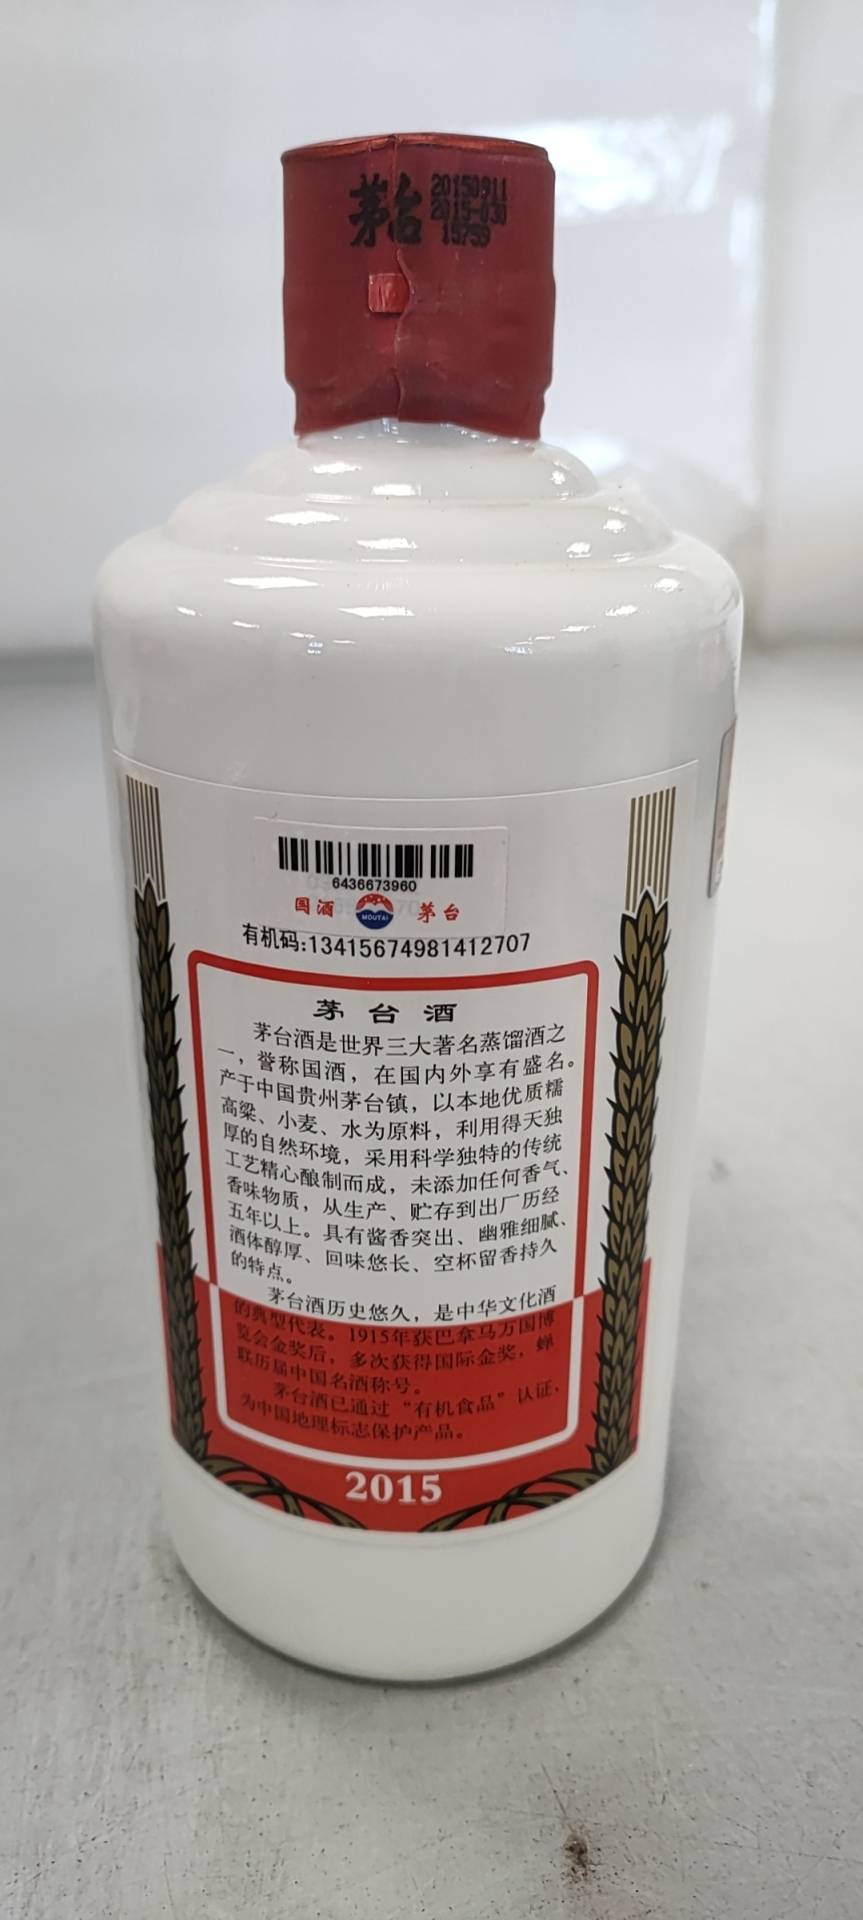 茅台
20150911
2015-030
15759
6436673960
国酒 MOUTAI 茅台
有机码:13415674981412707
茅台酒
茅台酒是世界三大著名蒸馏酒之
一，誉称国酒，在国内外享有盛名。
产于中国贵州茅台镇，以本地优质糯
高粱、小麦、水为原料，利用得天独
厚的自然环境，采用科学独特的传统
工艺精心酿制而成，未添加任何香气、
香味物质，从生产、贮存到出厂历经
五年以上。具有酱香突出、幽雅细腻、
酒体醇厚、回味悠长、空杯留香持久
的特点。
茅台酒历史悠久，是中华文化酒
的典型代表。1915年获巴拿马万国博
览会金奖后，多次获得国际金奖，蝉
联历届中国名酒称号。
茅台酒已通过“有机食品”认证、
为中国地理标志保护产品。
2015